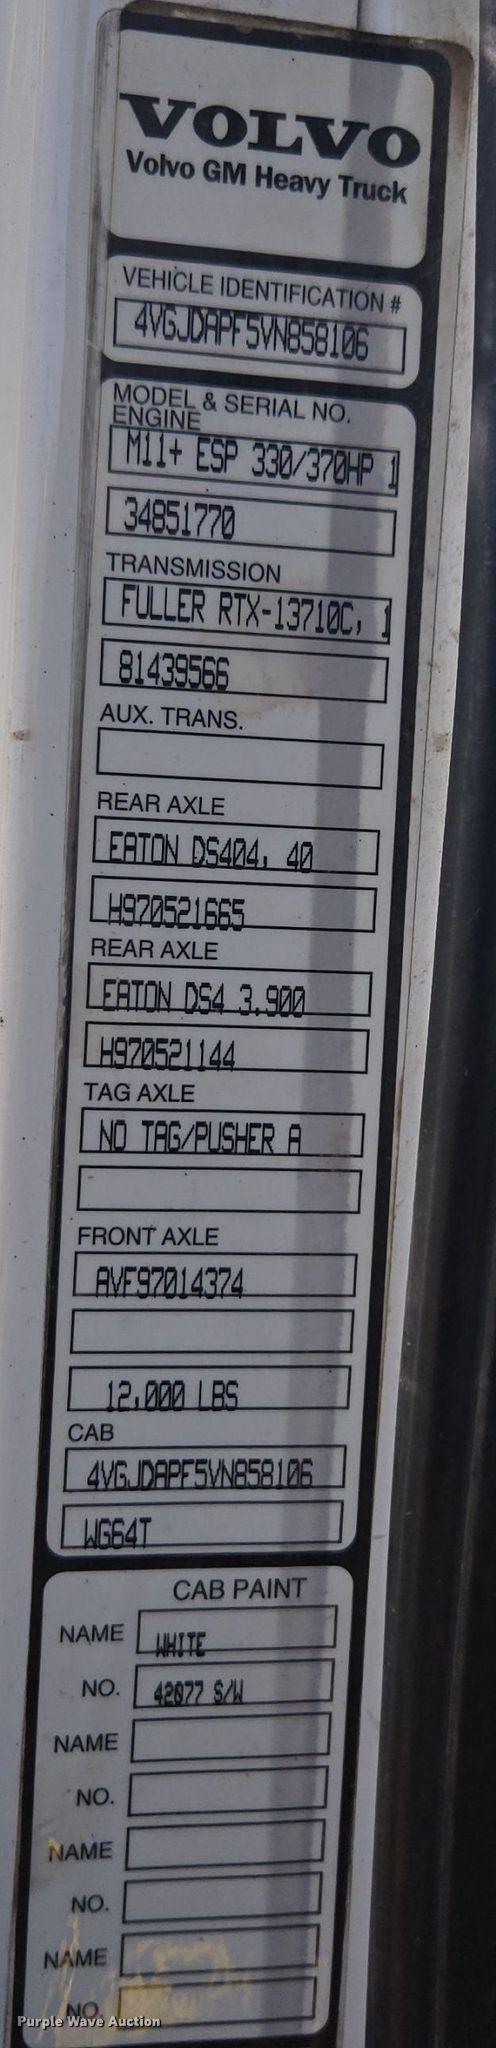 VOLVO
Volvo GM Heavy Truck
VEHICLE IDENTIFICATION #
4VGJDAPF5VN858106
MODEL & SERIAL NO.
ENGINE
M11+ ESP 330/370HP 1
34851770
TRANSMISSION
FULLER RTX-13710C, 1
81439566
AUX. TRANS.
REAR AXLE
EATON DS404, 40
H970521665
REAR AXLE
EATON DS4 3.900
H970521144
TAG AXLE
NO TAG/PUSHER A
FRONT AXLE
AVF97014374
12,000 LBS
CAB
4VGJDAPF5VN858106
WG64T
CAB PAINT
NAME WHITE
NO. 42077 S/W
NAME
NO.
NAME
NO.
NAME
NO.
Purple Wave Auction